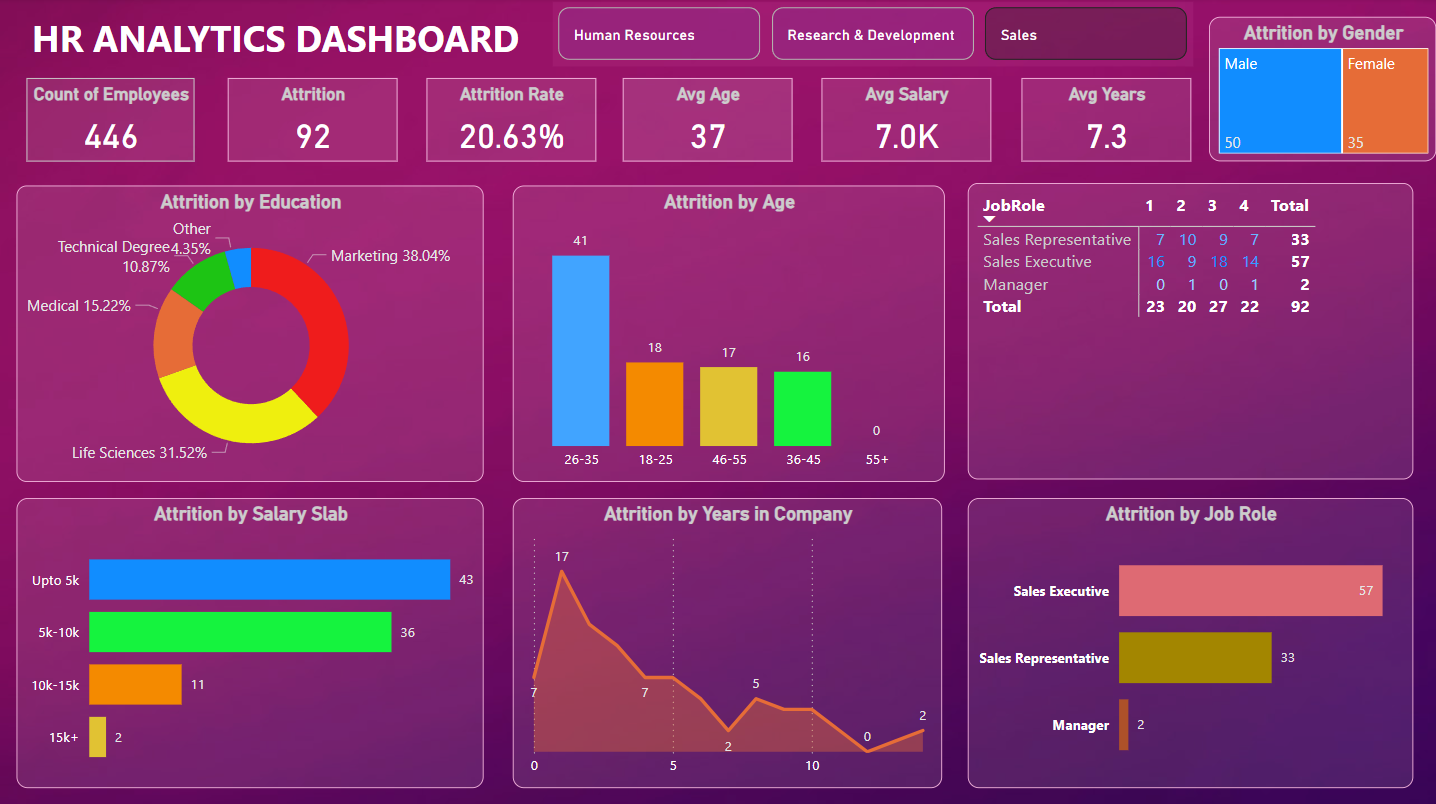 HR ANALYTICS DASHBOARD
Human Resources
Research & Development
Sales
Attrition by Gender
Male
Female
50
35
Count of Employees
446
Attrition
92
Attrition Rate
20.63%
Avg Age
37
Avg Salary
7.0K
Avg Years
7.3
Attrition by Education
Other
4.35%
Technical Degree
10.87%
Marketing 38.04%
Medical 15.22%
Life Sciences 31.52%
Attrition by Age
41
18
17
16
0
26-35 18-25 46-55 36-45 55+
JobRole 1 2 3 4 Total
Sales Representative 7 10 9 7 33
Sales Executive 16 9 18 14 57
Manager 0 1 0 1 2
Total 23 20 27 22 92
Attrition by Salary Slab
Upto 5k 43
5k-10k 36
10k-15k 11
15k+ 2
Attrition by Years in Company
17
7
7
2
5
0
2
0 5 10
Attrition by Job Role
Sales Executive 57
Sales Representative 33
Manager 2